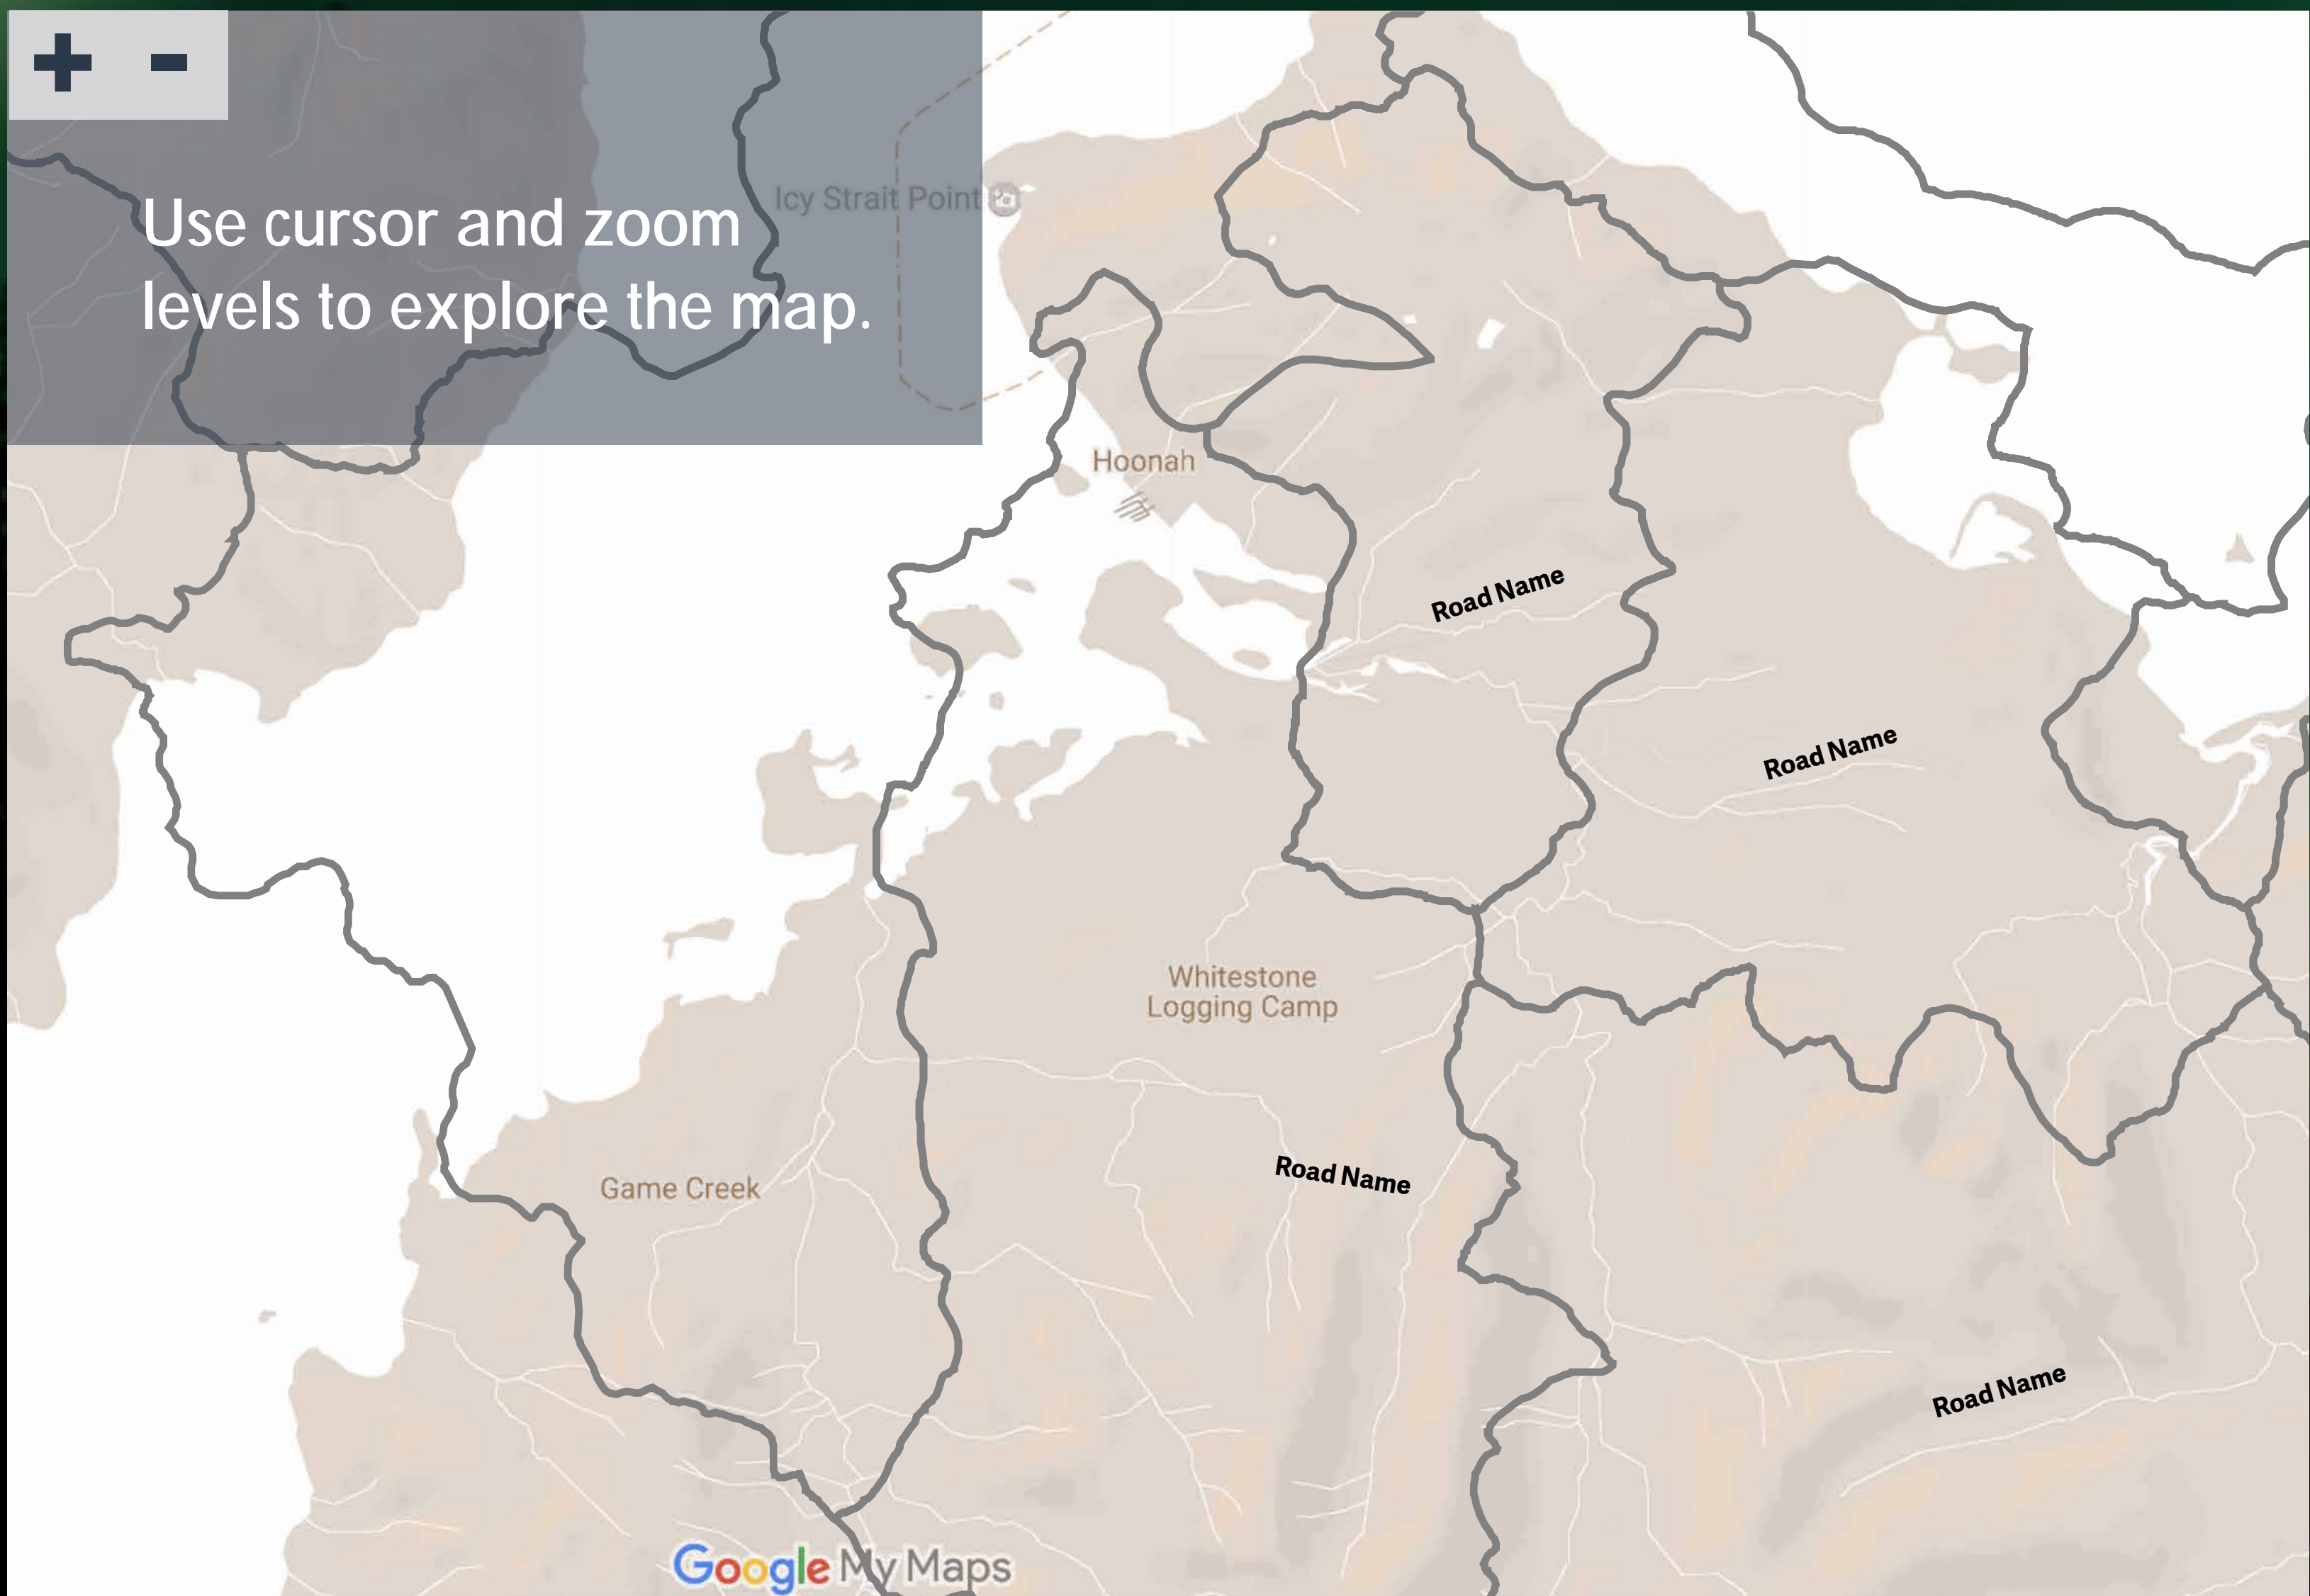 + -
Use cursor and zoom
levels to explore the map.
Icy Strait Point
Hoonah
Road Name
Road Name
Whitestone
Logging Camp
Road Name
Game Creek
Road Name
Google My Maps